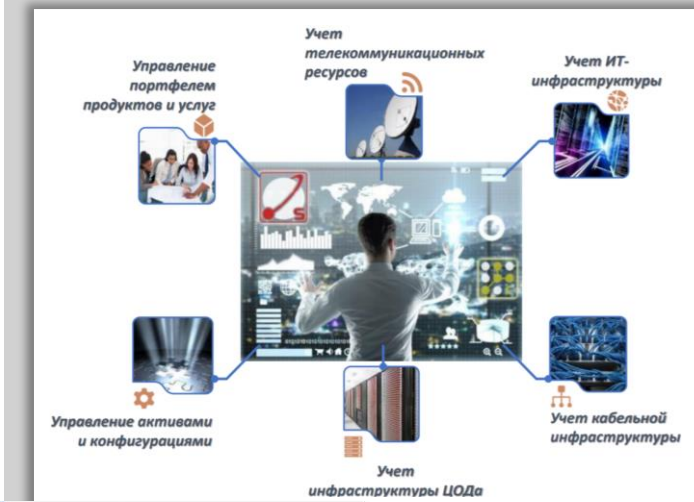 Учет
телекоммуникационных
ресурсов
Управление
портфелем
продуктов и услуг
Учет ИТ-
инфраструктуры
S
Управление активами
и конфигурациями
Учет кабельной
инфраструктуры
Учет
инфраструктуры ЦОДа